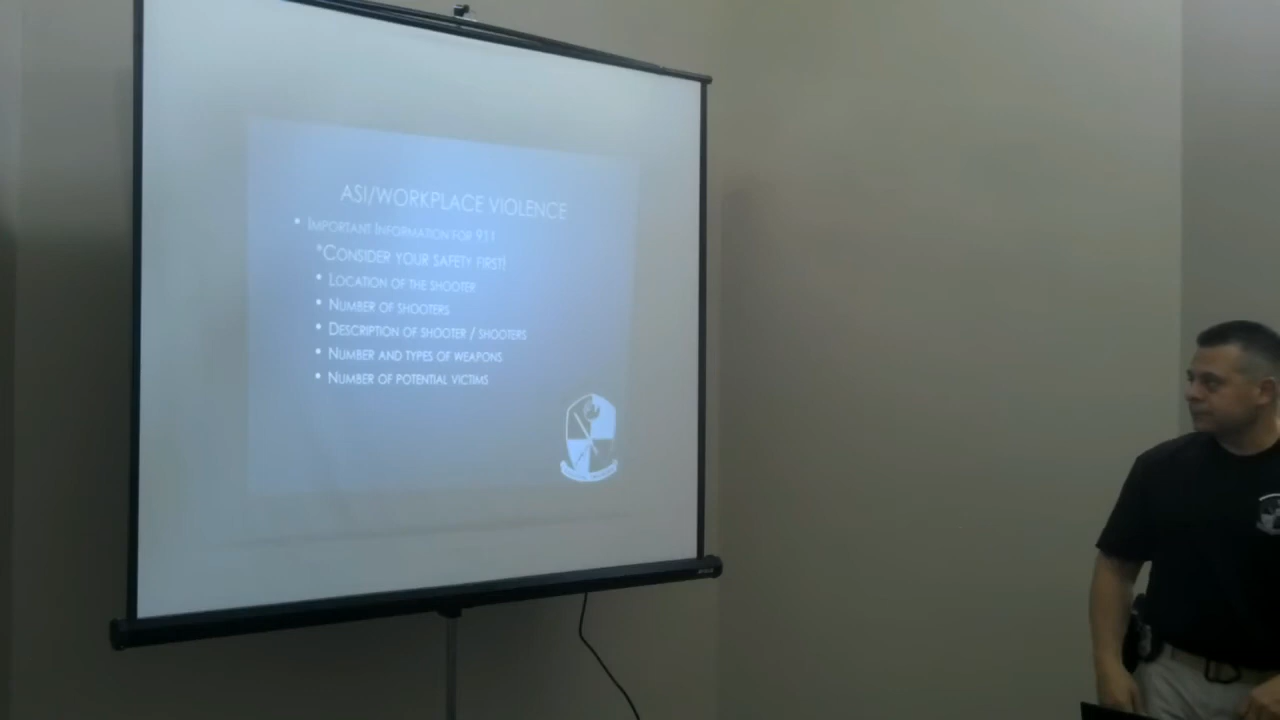 ASI/WORKPLACE VIOLENCE
• IMPORTANT INFORMATION FOR 911
*CONSIDER YOUR SAFETY FIRST!
• LOCATION OF THE SHOOTER
• NUMBER OF SHOOTERS
• DESCRIPTION OF SHOOTER / SHOOTERS
• NUMBER AND TYPES OF WEAPONS
• NUMBER OF POTENTIAL VICTIMS